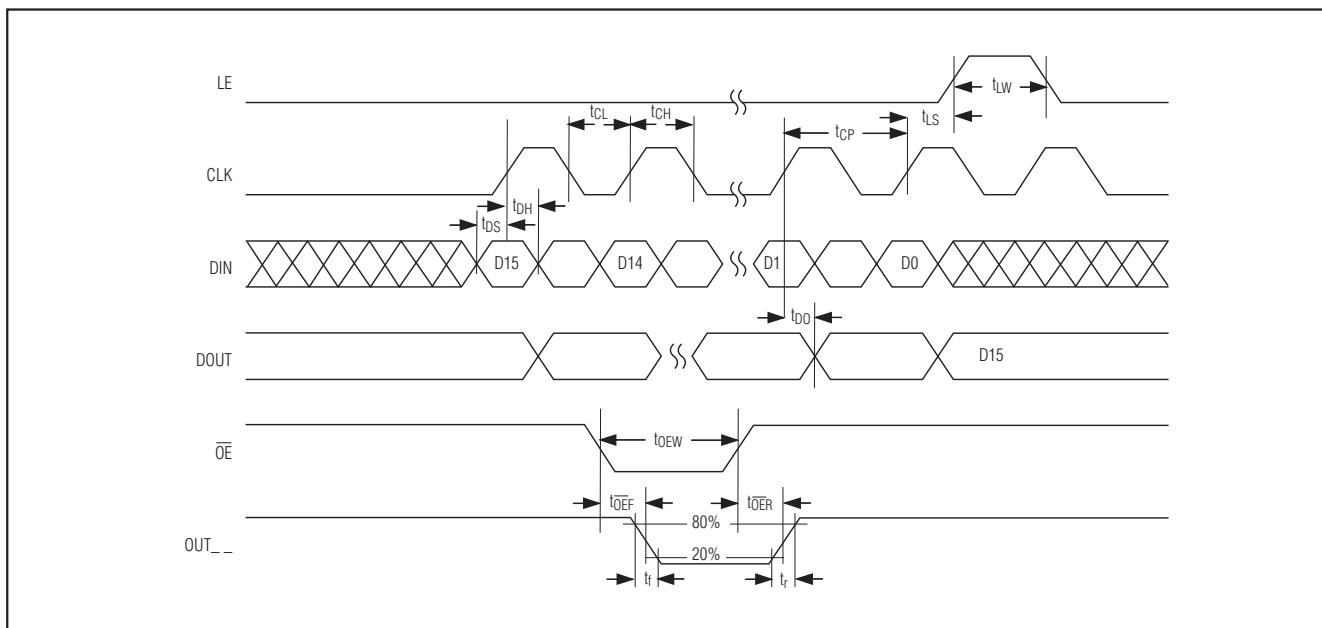 LE
tLW
tCL
tCH
tLS
tCP
CLK
tDH
tDS
DIN
D15
D14
D1
D0
tDO
DOUT
D15
OE
tOEW
tOEF
tOER
80%
OUT_ _
20%
tf
tr